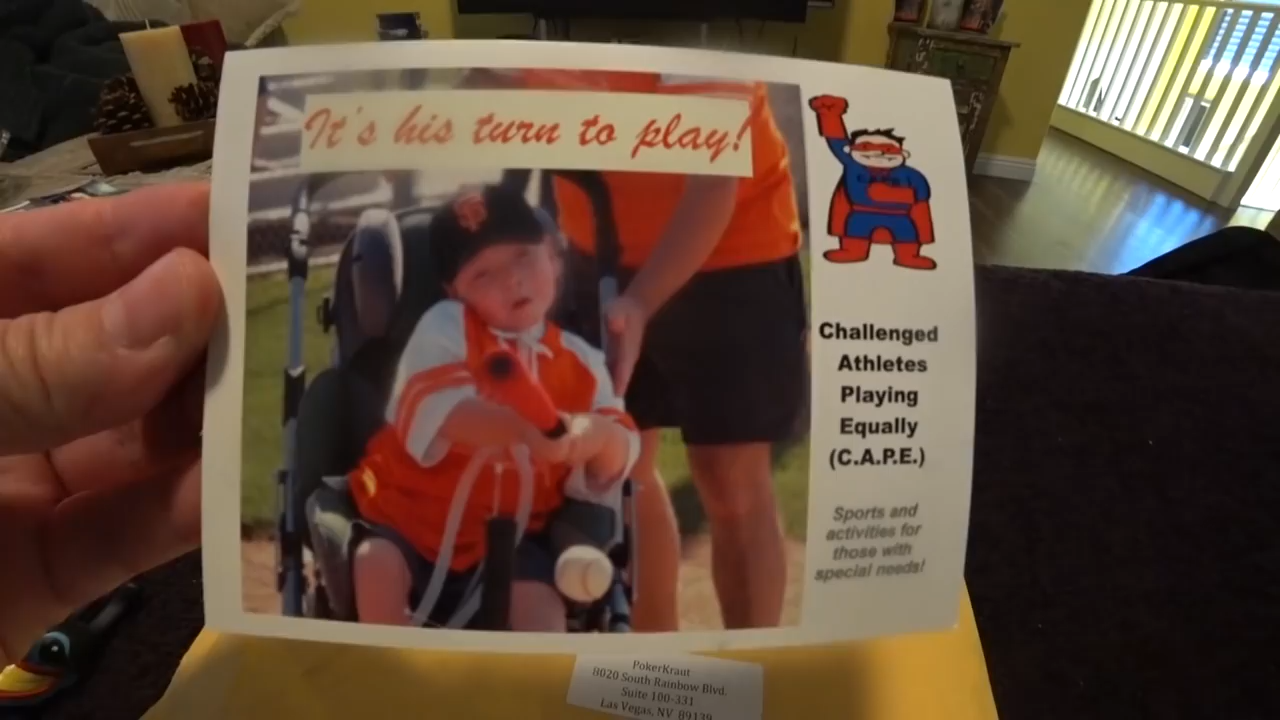 It's his turn to play!
Challenged
Athletes
Playing
Equally
(C.A.P.E.)
Sports and
activities for
those with
special needs!
PokerKraut
8020 South Rainbow Blvd.
Suite 100-331
Las Vegas, NV 89139